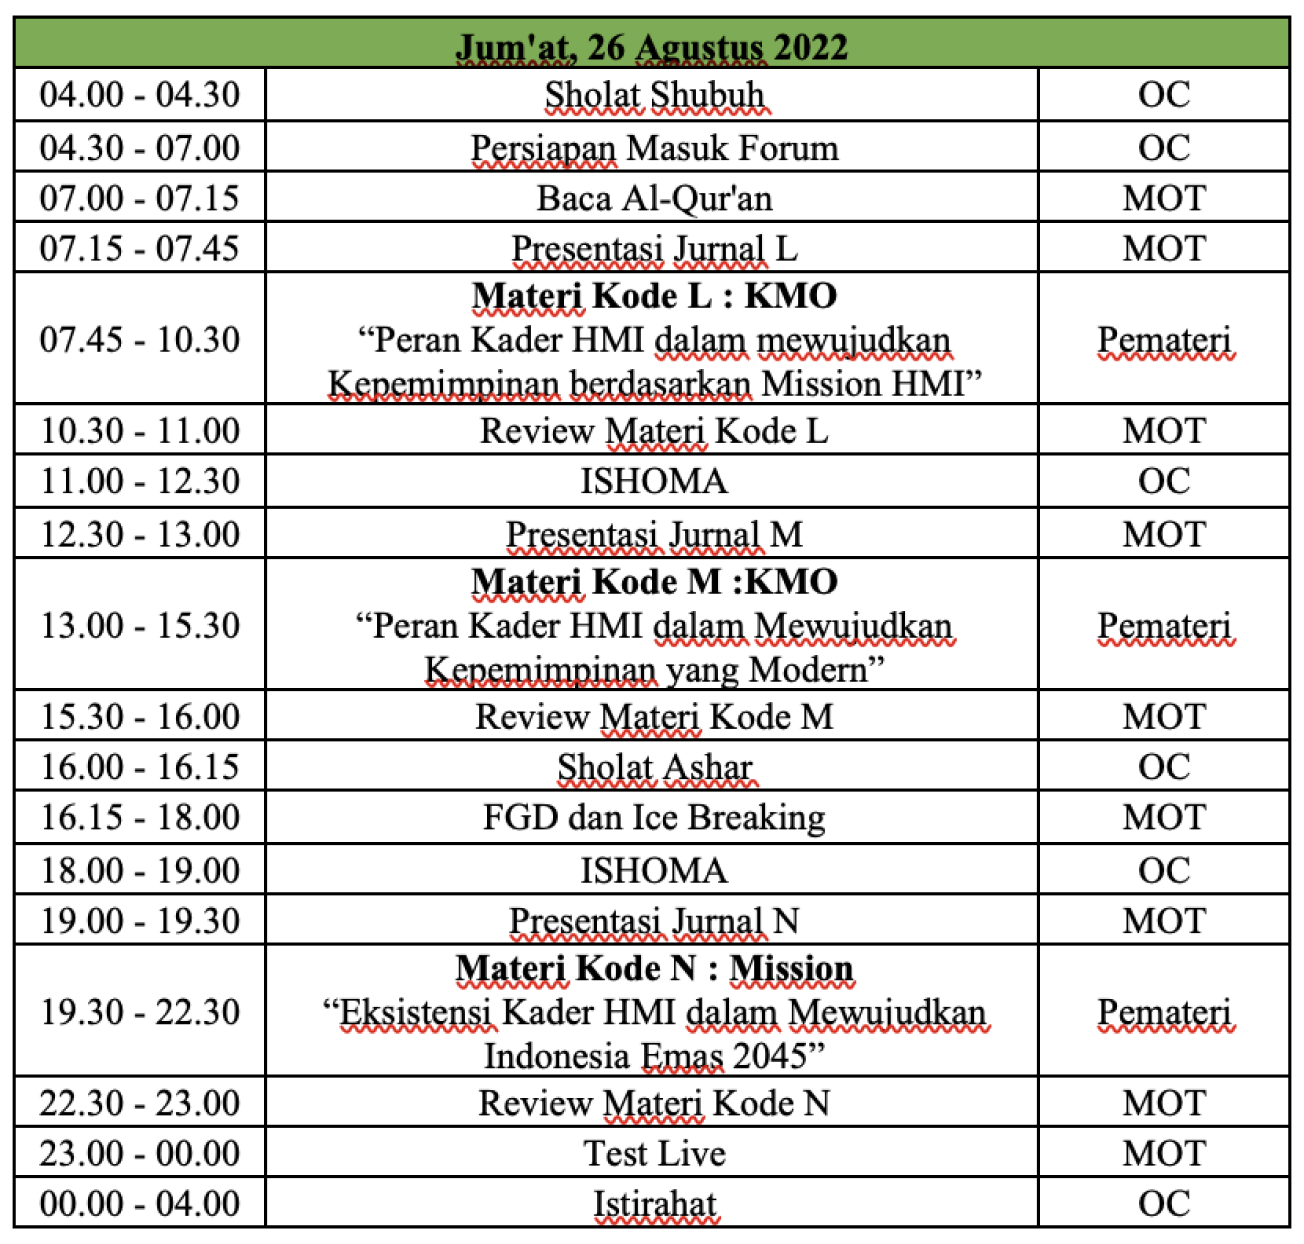 Jum'at, 26 Agustus 2022
04.00 - 04.30 Sholat Shubuh OC
04.30 - 07.00 Persiapan Masuk Forum OC
07.00 - 07.15 Baca Al-Qur'an MOT
07.15 - 07.45 Presentasi Jurnal L MOT
Materi Kode L : KMO
07.45 - 10.30 “Peran Kader HMI dalam mewujudkan Pemateri
Kepemimpinan berdasarkan Mission HMI”
10.30 - 11.00 Review Materi Kode L MOT
11.00 - 12.30 ISHOMA OC
12.30 - 13.00 Presentasi Jurnal M MOT
Materi Kode M :KMO
13.00 - 15.30 “Peran Kader HMI dalam Mewujudkan Pemateri
Kepemimpinan yang Modern”
15.30 - 16.00 Review Materi Kode M MOT
16.00 - 16.15 Sholat Ashar OC
16.15 - 18.00 FGD dan Ice Breaking MOT
18.00 - 19.00 ISHOMA OC
19.00 - 19.30 Presentasi Jurnal N MOT
Materi Kode N : Mission
19.30 - 22.30 “Eksistensi Kader HMI dalam Mewujudkan Pemateri
Indonesia Emas 2045”
22.30 - 23.00 Review Materi Kode N MOT
23.00 - 00.00 Test Live MOT
00.00 - 04.00 Istirahat OC